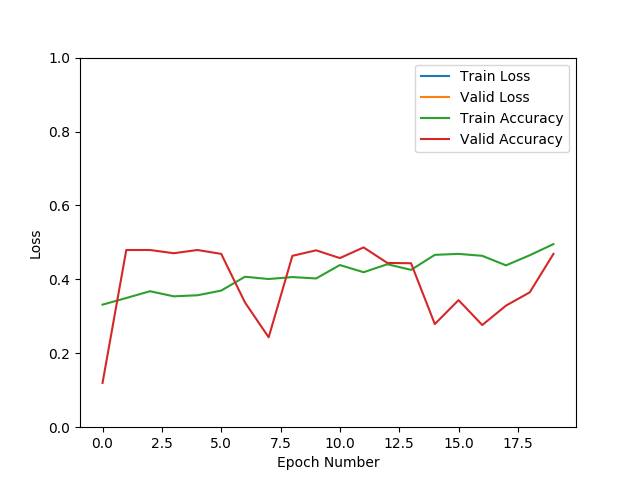 1.0
0.8
0.6
0.4
0.2
0.0
Loss
Train Loss
Valid Loss
Train Accuracy
Valid Accuracy
0.0 2.5 5.0 7.5 10.0 12.5 15.0 17.5
Epoch Number